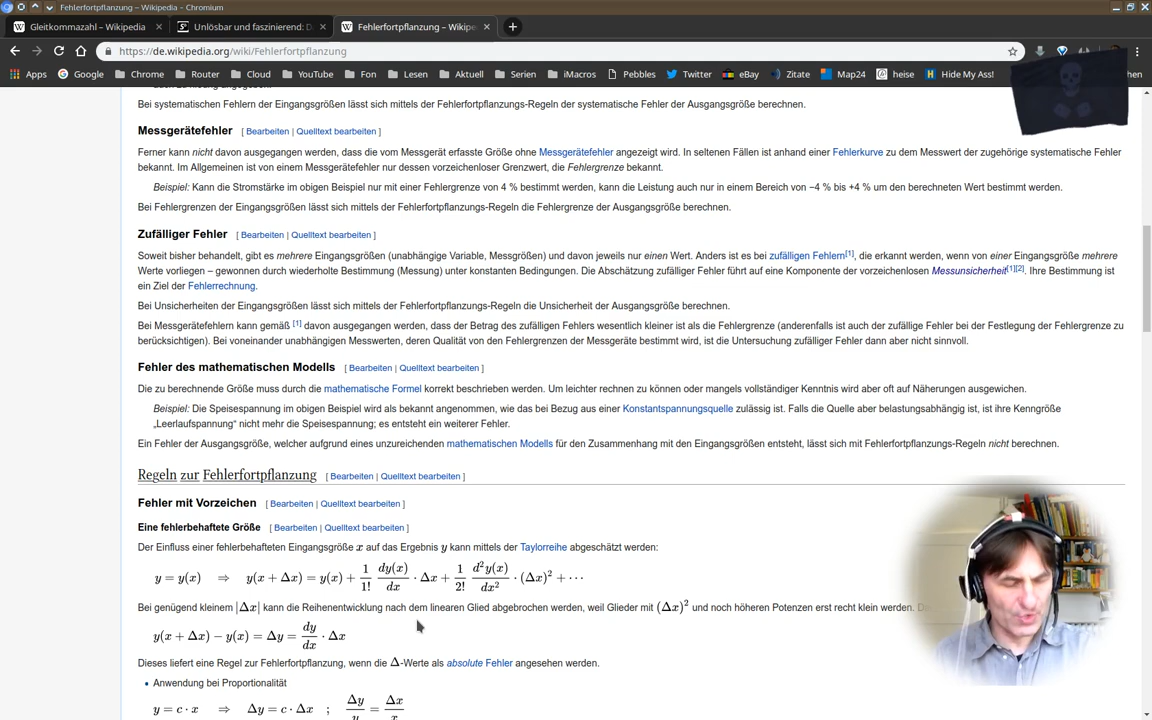 Fehlerfortpflanzung – Wikipedia – Chromium
Gleitkommazahl – Wikipedia
Unlösbar und faszinierend: D
Fehlerfortpflanzung – Wikipe
https://de.wikipedia.org/wiki/Fehlerfortpflanzung
Apps Google Chrome Router Cloud YouTube Fon Lesen Aktuell Serien iMacros Pebbles Twitter eBay Zitate Map24 heise Hide My Ass!
Bei systematischen Fehlern der Eingangsgrößen lässt sich mittels der Fehlerfortpflanzungs-Regeln der systematische Fehler der Ausgangsgröße berechnen.
Messgerätefehler [ Bearbeiten | Quelltext bearbeiten ]
Ferner kann nicht davon ausgegangen werden, dass die vom Messgerät erfasste Größe ohne Messgerätefehler angezeigt wird. In seltenen Fällen ist anhand einer Fehlerkurve zu dem Messwert der zugehörige systematische Fehler
bekannt. Im Allgemeinen ist von einem Messgerätefehler nur dessen vorzeichenloser Grenzwert, die Fehlergrenze bekannt.
Beispiel: Kann die Stromstärke im obigen Beispiel nur mit einer Fehlergrenze von 4 % bestimmt werden, kann die Leistung auch nur in einem Bereich von −4 % bis +4 % um den berechneten Wert bestimmt werden.
Bei Fehlergrenzen der Eingangsgrößen lässt sich mittels der Fehlerfortpflanzungs-Regeln die Fehlergrenze der Ausgangsgröße berechnen.
Zufälliger Fehler [ Bearbeiten | Quelltext bearbeiten ]
Soweit bisher behandelt, gibt es mehrere Eingangsgrößen (unabhängige Variable, Messgrößen) und davon jeweils nur einen Wert. Anders ist es bei zufälligen Fehlern[1], die erkannt werden, wenn von einer Eingangsgröße mehrere
Werte vorliegen – gewonnen durch wiederholte Bestimmung (Messung) unter konstanten Bedingungen. Die Abschätzung zufälliger Fehler führt auf eine Komponente der vorzeichenlosen Messunsicherheit[1][2]. Ihre Bestimmung ist
ein Ziel der Fehlerrechnung.
Bei Unsicherheiten der Eingangsgrößen lässt sich mittels der Fehlerfortpflanzungs-Regeln die Unsicherheit der Ausgangsgröße berechnen.
Bei Messgerätefehlern kann gemäß [1] davon ausgegangen werden, dass der Betrag des zufälligen Fehlers wesentlich kleiner ist als die Fehlergrenze (anderenfalls ist auch der zufällige Fehler bei der Festlegung der Fehlergrenze zu
berücksichtigen). Bei voneinander unabhängigen Messwerten, deren Qualität von den Fehlergrenzen der Messgeräte bestimmt wird, ist die Untersuchung zufälliger Fehler dann aber nicht sinnvoll.
Fehler des mathematischen Modells [ Bearbeiten | Quelltext bearbeiten ]
Die zu berechnende Größe muss durch die mathematische Formel korrekt beschrieben werden. Um leichter rechnen zu können oder mangels vollständiger Kenntnis wird aber oft auf Näherungen ausgewichen.
Beispiel: Die Speisespannung im obigen Beispiel wird als bekannt angenommen, wie das bei Bezug aus einer Konstantspannungsquelle zulässig ist. Falls die Quelle aber belastungsabhängig ist, ist ihre Kenngröße
„Leerlaufspannung" nicht mehr die Speisespannung; es entsteht ein weiterer Fehler.
Ein Fehler der Ausgangsgröße, welcher aufgrund eines unzureichenden mathematischen Modells für den Zusammenhang mit den Eingangsgrößen entsteht, lässt sich mit Fehlerfortpflanzungs-Regeln nicht berechnen.
Regeln zur Fehlerfortpflanzung [ Bearbeiten | Quelltext bearbeiten ]
Fehler mit Vorzeichen [ Bearbeiten | Quelltext bearbeiten ]
Eine fehlerbehaftete Größe [ Bearbeiten | Quelltext bearbeiten ]
Der Einfluss einer fehlerbehafteten Eingangsgröße x auf das Ergebnis y kann mittels der Taylorreihe abgeschätzt werden:
y = y(x) ⇒ y(x + Δx) = y(x) + 1/1! dy(x)/dx · Δx + 1/2! d²y(x)/dx² · (Δx)² + ···
Bei genügend kleinem |Δx| kann die Reihenentwicklung nach dem linearen Glied abgebrochen werden, weil Glieder mit (Δx)² und noch höheren Potenzen erst recht klein werden.
y(x + Δx) − y(x) = Δy = dy/dx · Δx
Dieses liefert eine Regel zur Fehlerfortpflanzung, wenn die Δ-Werte als absolute Fehler angesehen werden.
• Anwendung bei Proportionalität
y = c · x ⇒ Δy = c · Δx ; Δy/y = Δx/x